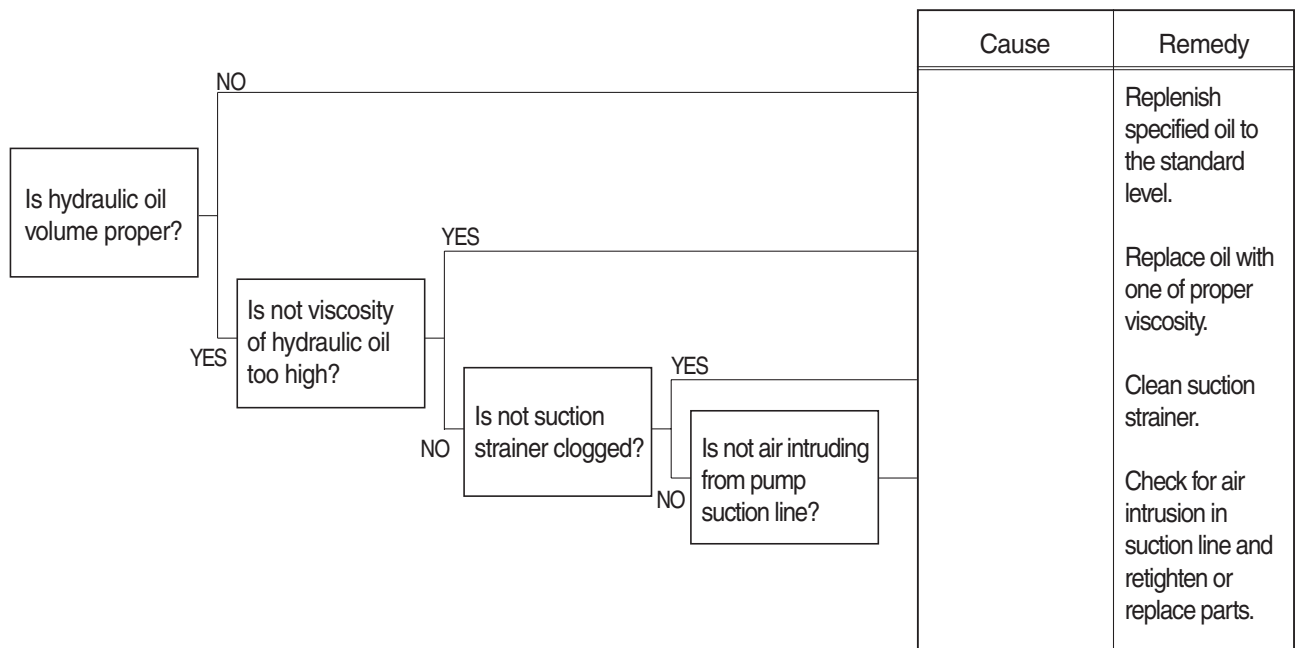 Cause
Remedy
NO
Replenish
specified oil to
the standard
level.
Is hydraulic oil
volume proper?
YES
Replace oil with
one of proper
viscosity.
YES
Is not viscosity
of hydraulic oil
too high?
YES
Clean suction
strainer.
NO
Is not suction
strainer clogged?
NO
Is not air intruding
from pump
suction line?
Check for air
intrusion in
suction line and
retighten or
replace parts.